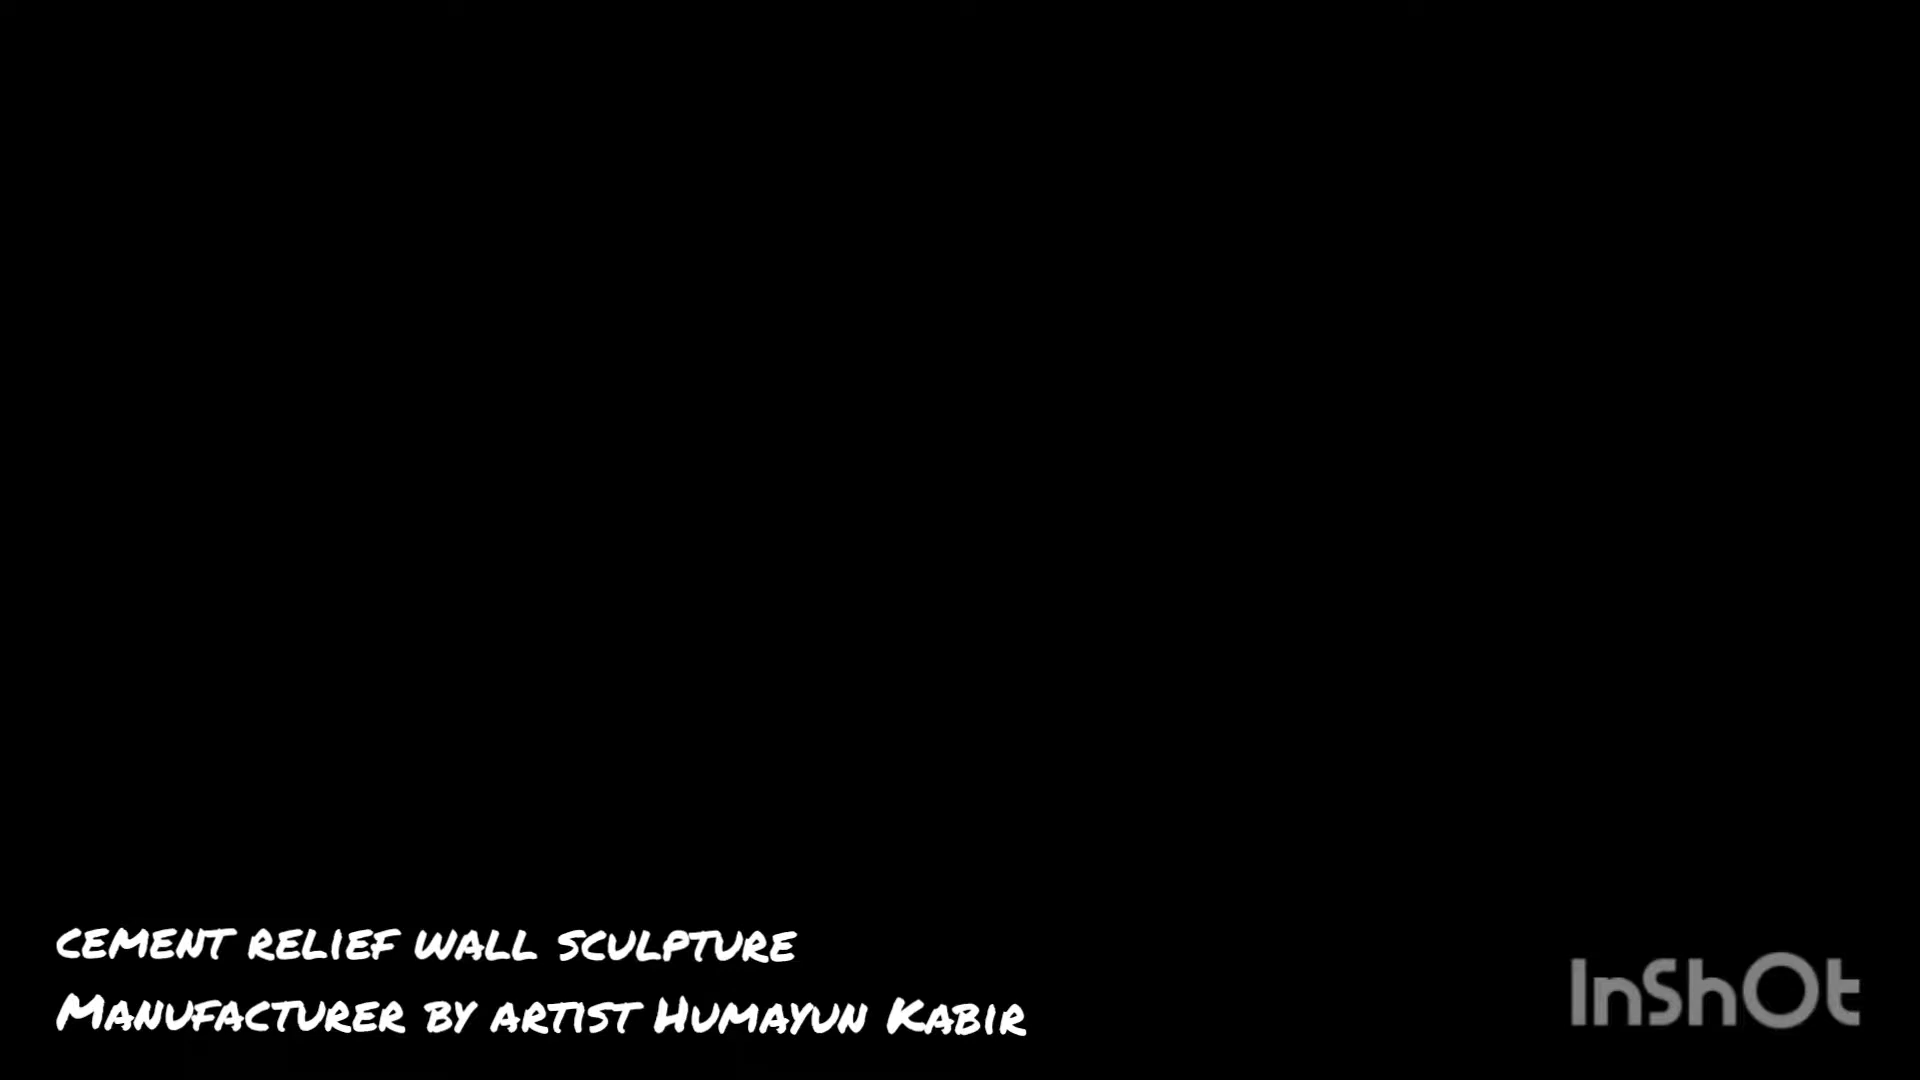 cement relief wall sculpture
Manufacturer by artist Humayun Kabir
InShOt